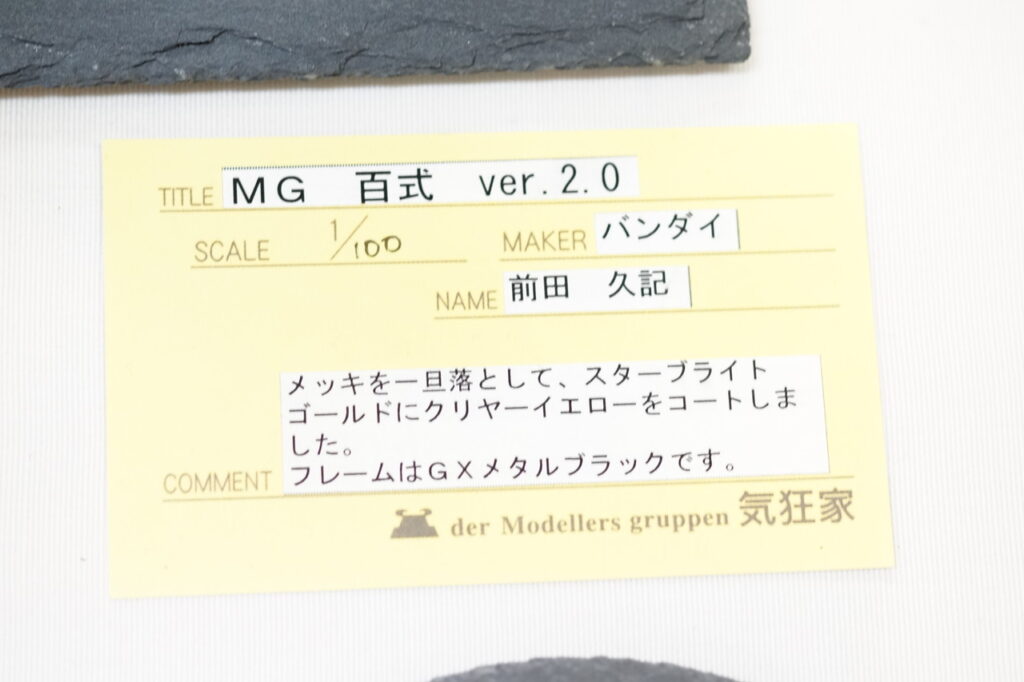 TITLE MG 百式 ver.2.0
SCALE 1/100 MAKER バンダイ
NAME 前田 久記
メッキを一旦落として、スターブライト
ゴールドにクリヤーイエローをコートしま
した。
COMMENT フレームはGXメタルブラックです。
der Modellers gruppen 気狂家